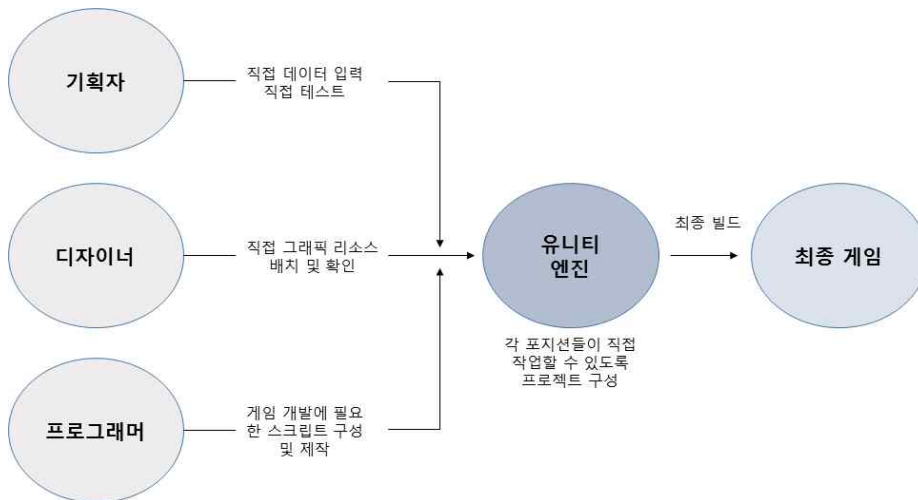 기획자
직접 데이터 입력
직접 테스트
디자이너
직접 그래픽 리소스
배치 및 확인
프로그래머
게임 개발에 필요
한 스크립트 구성
및 제작
유니티
엔진
각 포지션들이 직접
작업할 수 있도록
프로젝트 구성
최종 빌드
최종 게임